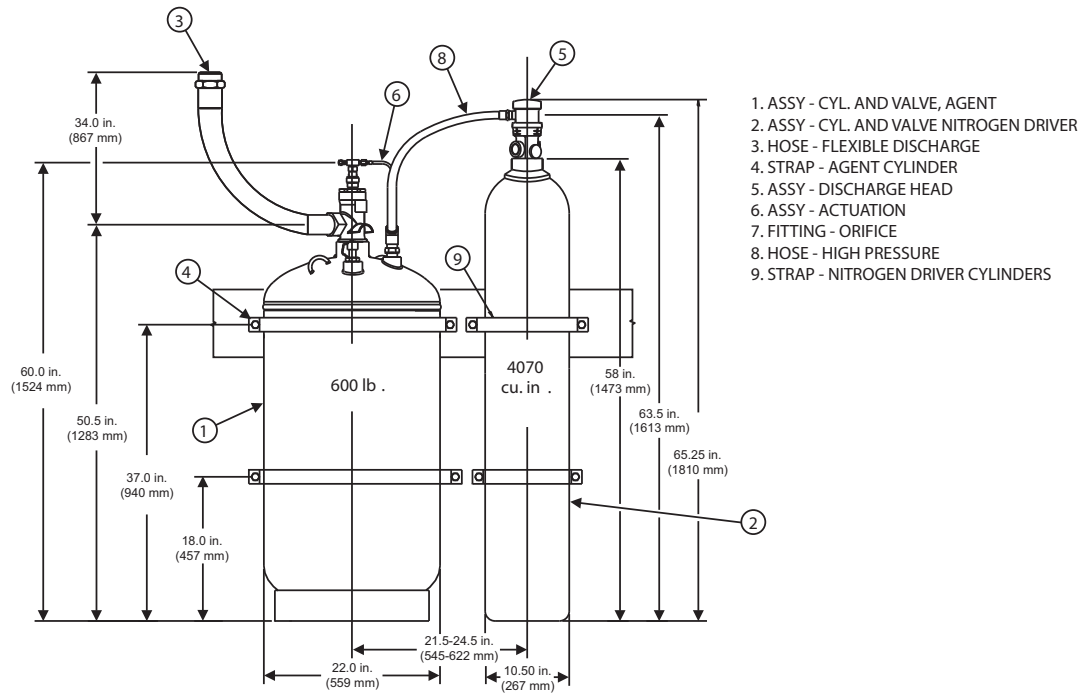 3
8
5
6
34.0 in.
(867 mm)
1. ASSY - CYL. AND VALVE, AGENT
2. ASSY - CYL. AND VALVE NITROGEN DRIVER
3. HOSE - FLEXIBLE DISCHARGE
4. STRAP - AGENT CYLINDER
5. ASSY - DISCHARGE HEAD
6. ASSY - ACTUATION
7. FITTING - ORIFICE
8. HOSE - HIGH PRESSURE
9. STRAP - NITROGEN DRIVER CYLINDERS
4
9
60.0 in.
(1524 mm)
50.5 in.
(1283 mm)
37.0 in.
(940 mm)
18.0 in.
(457 mm)
1
600 lb .
4070
cu. in .
58 in.
(1473 mm)
63.5 in.
(1613 mm)
65.25 in.
(1810 mm)
2
21.5-24.5 in.
(545-622 mm)
22.0 in.
(559 mm)
10.50 in.
(267 mm)